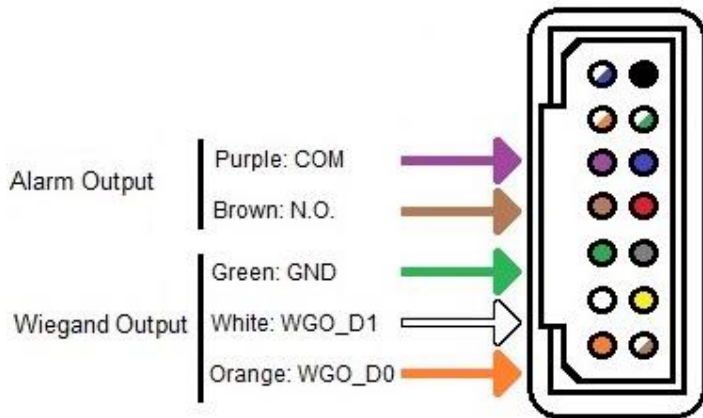 Alarm Output
Purple: COM
Brown: N.O.
Wiegand Output
Green: GND
White: WGO_D1
Orange: WGO_D0